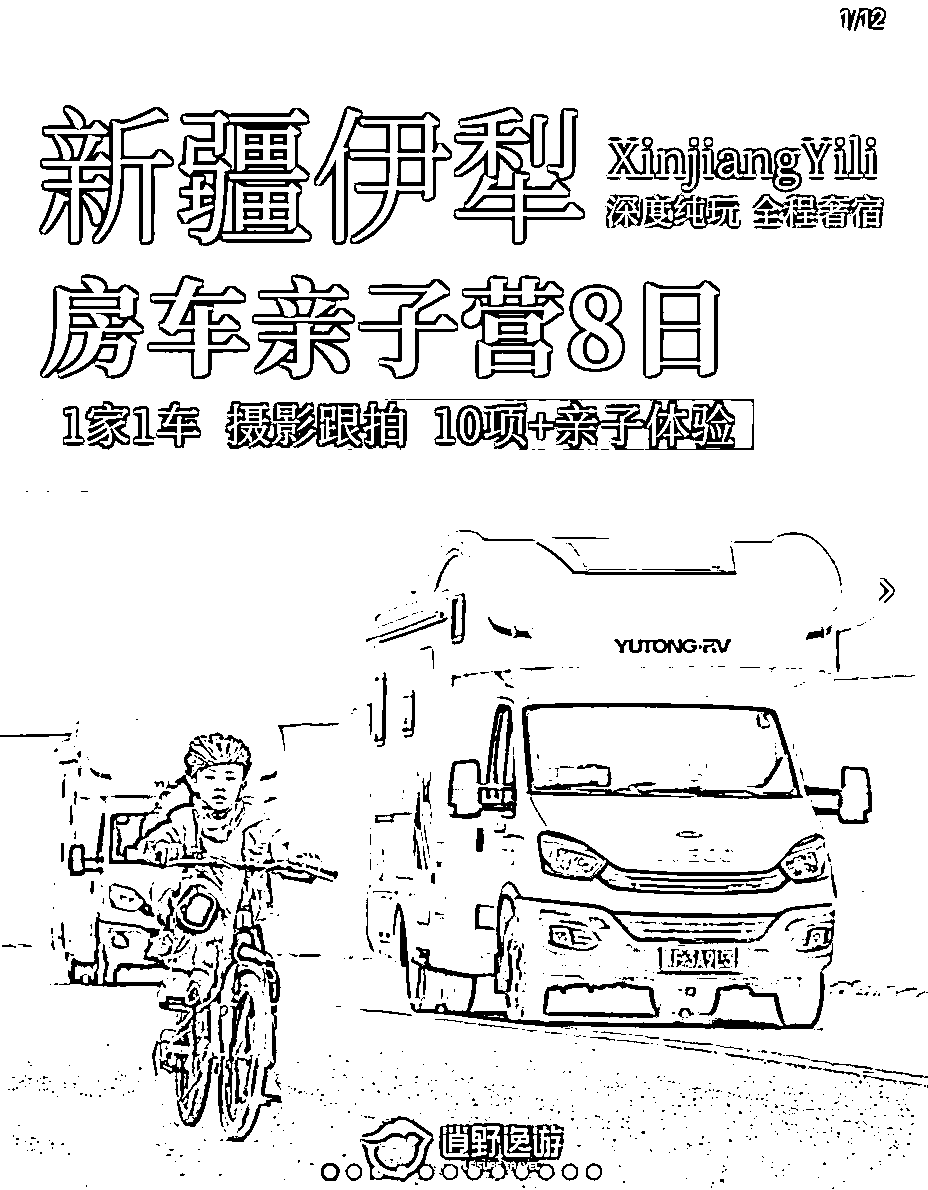 1/12
新疆伊犁
XinjiangYili
深度纯玩 全程奢宿
房车亲子营8日
1家1车 摄影跟拍 10项+亲子体验
YUTONG·RV
IVECO
逍野逸游